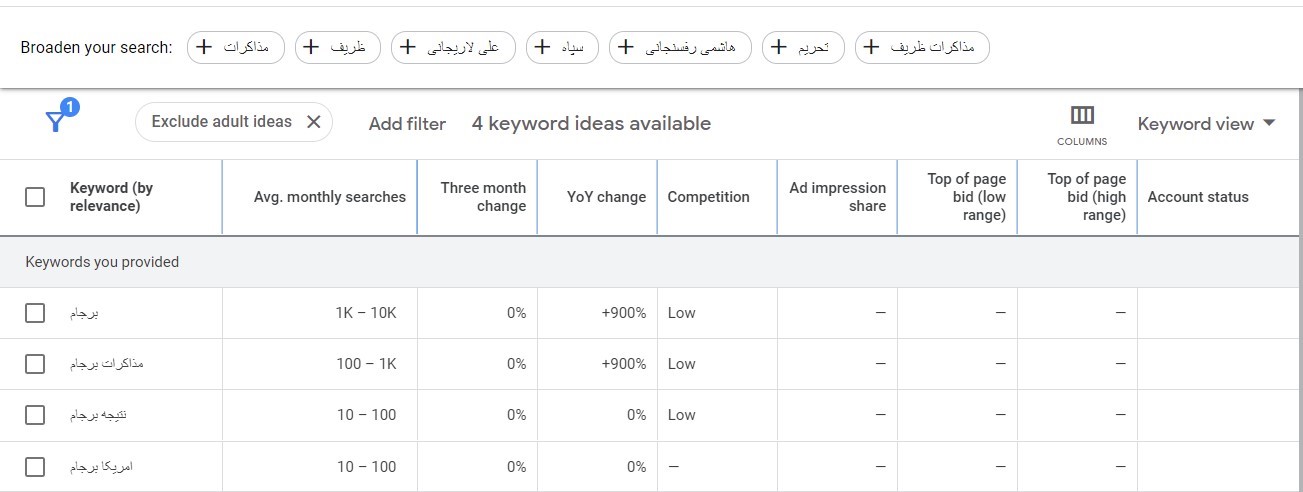 Broaden your search: + مذاکرات + ظریف + علی لاریجانی + سپاه + هاشمی رفسنجانی + تحریم + مذاکرات ظریف
1 Exclude adult ideas X Add filter 4 keyword ideas available COLUMNS Keyword view
Keyword (by relevance) Avg. monthly searches Three month change YoY change Competition Ad impression share Top of page bid (low range) Top of page bid (high range) Account status
Keywords you provided
برجام 1K – 10K 0% +900% Low — — —
مذاکرات برجام 100 – 1K 0% +900% Low — — —
نتیجه برجام 10 – 100 0% 0% Low — — —
امریکا برجام 10 – 100 0% 0% — — — —